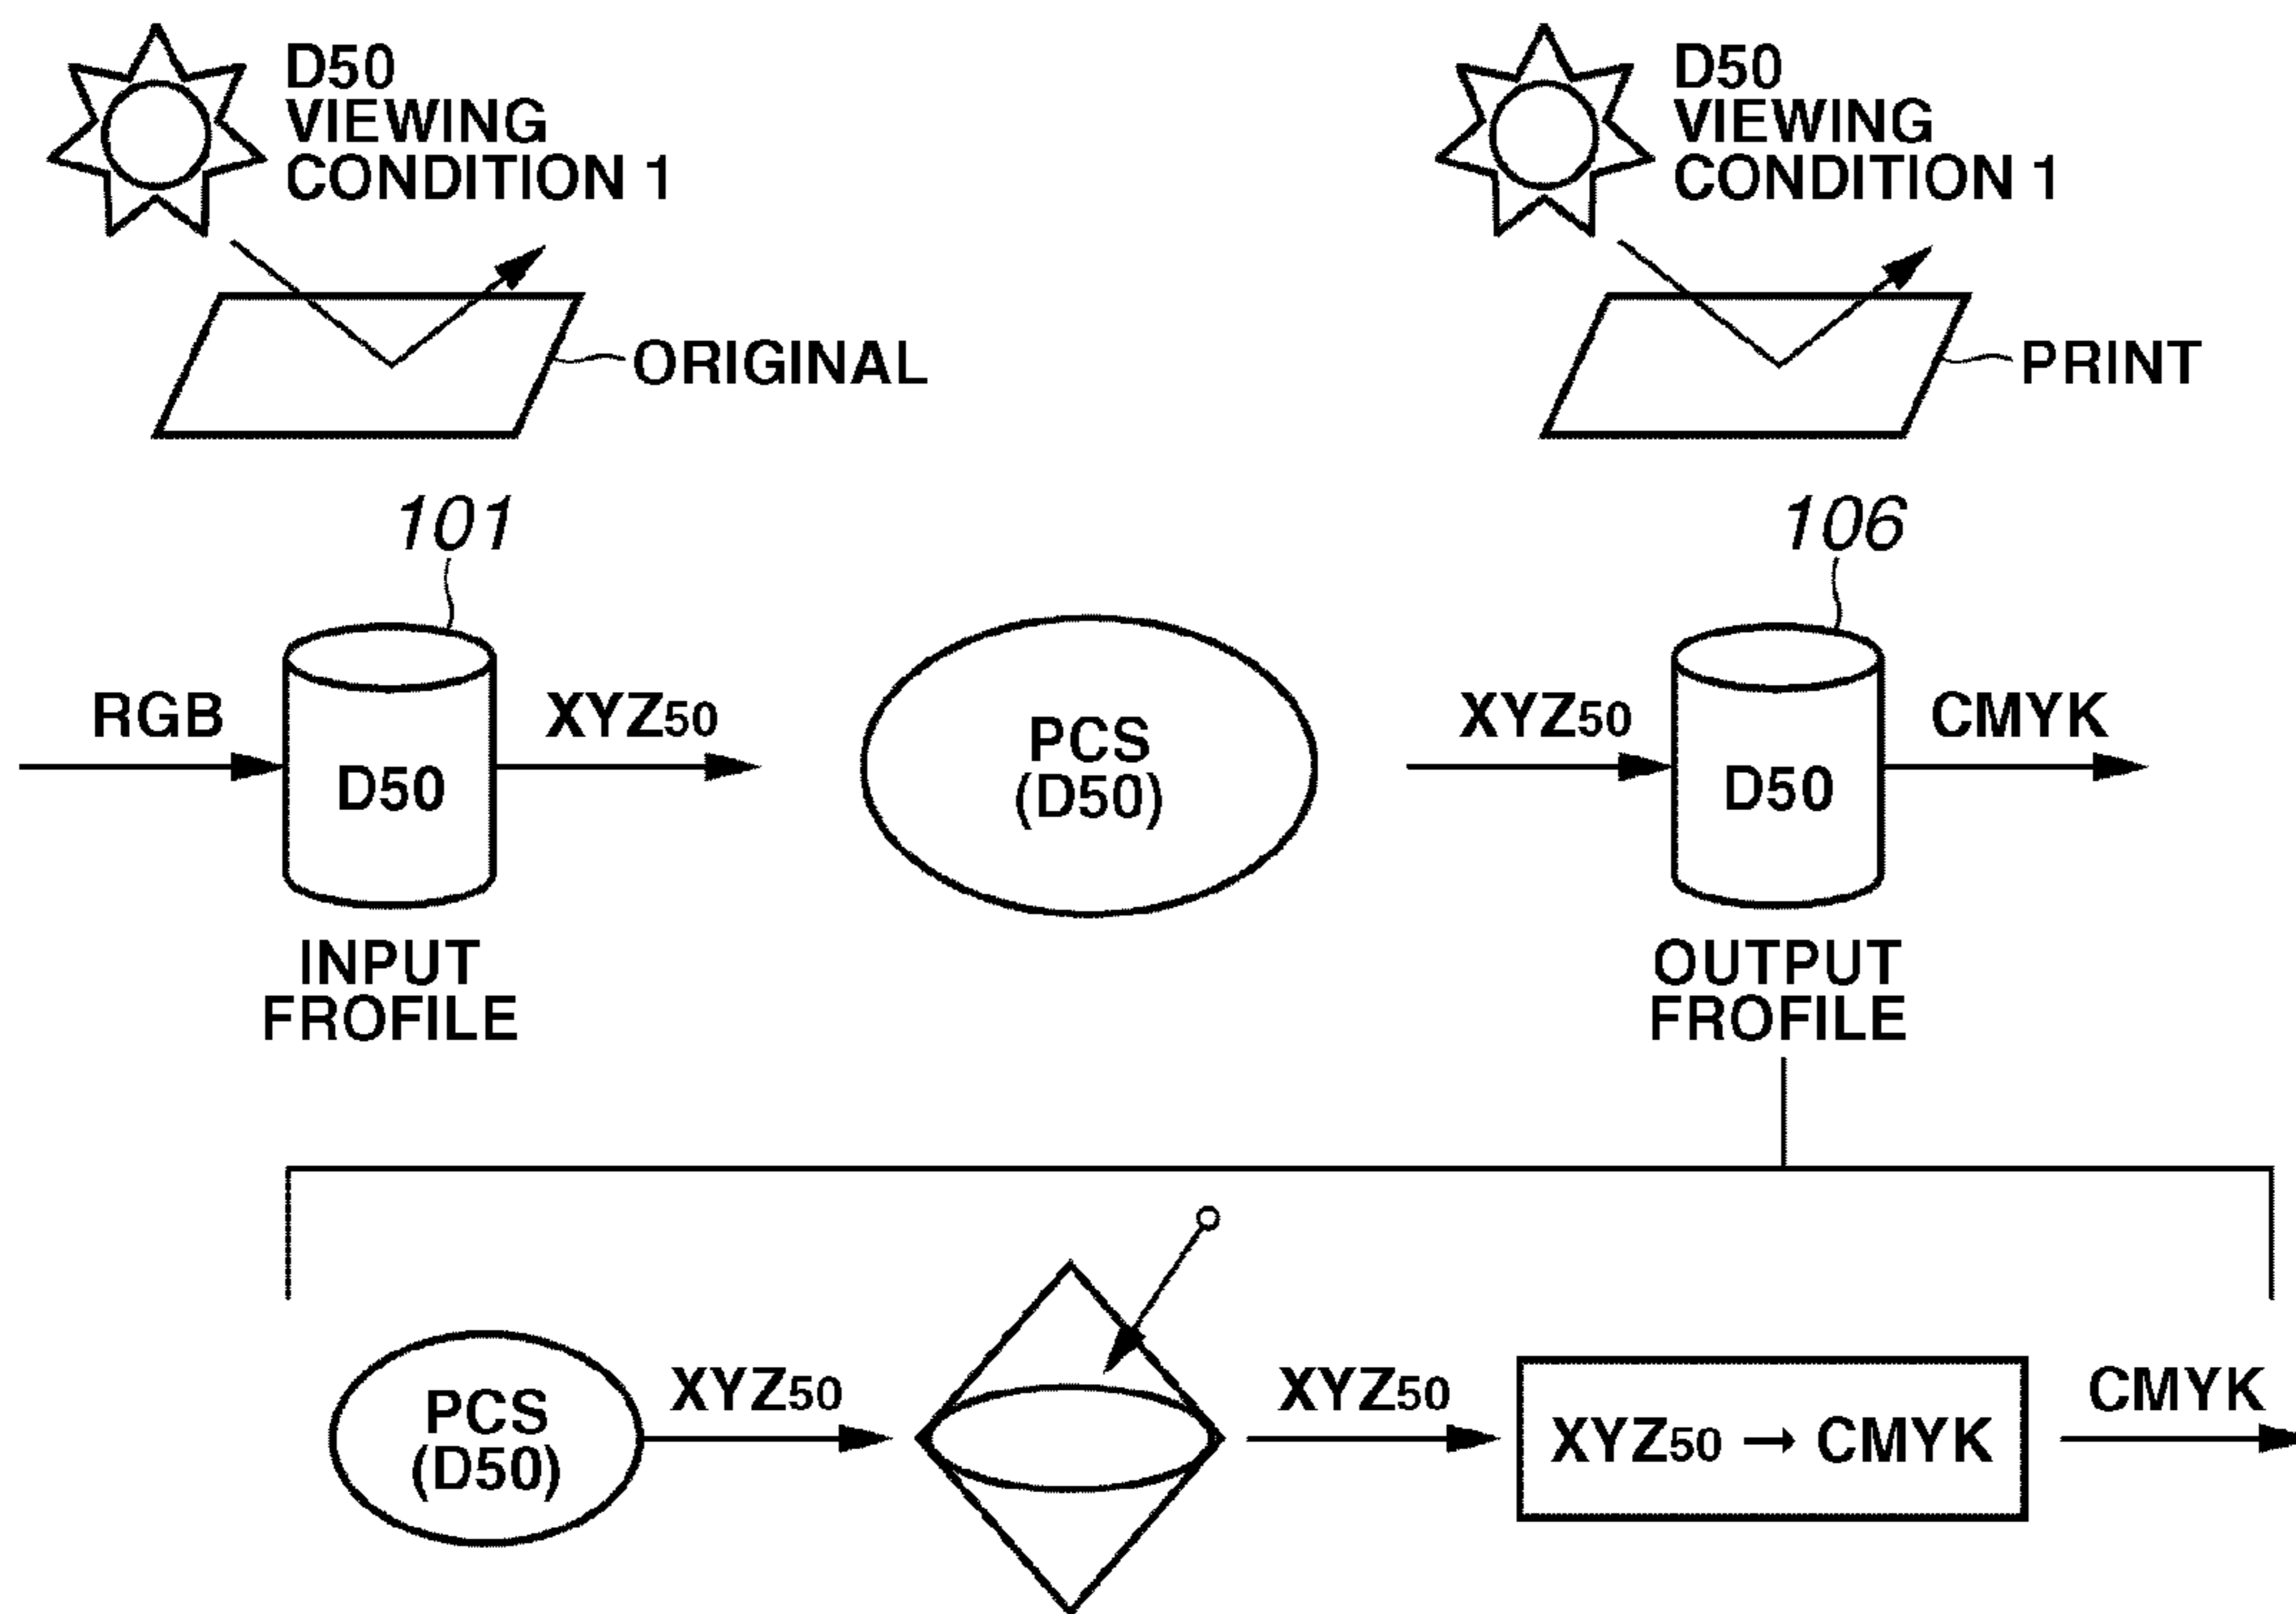 D50
VIEWING
CONDITION 1
D50
VIEWING
CONDITION 1
ORIGINAL
PRINT
101
106
RGB
D50
XYZ50
PCS
(D50)
XYZ50
D50
CMYK
INPUT
FROFILE
OUTPUT
FROFILE
PCS
(D50)
XYZ50
XYZ50
XYZ50 → CMYK
CMYK